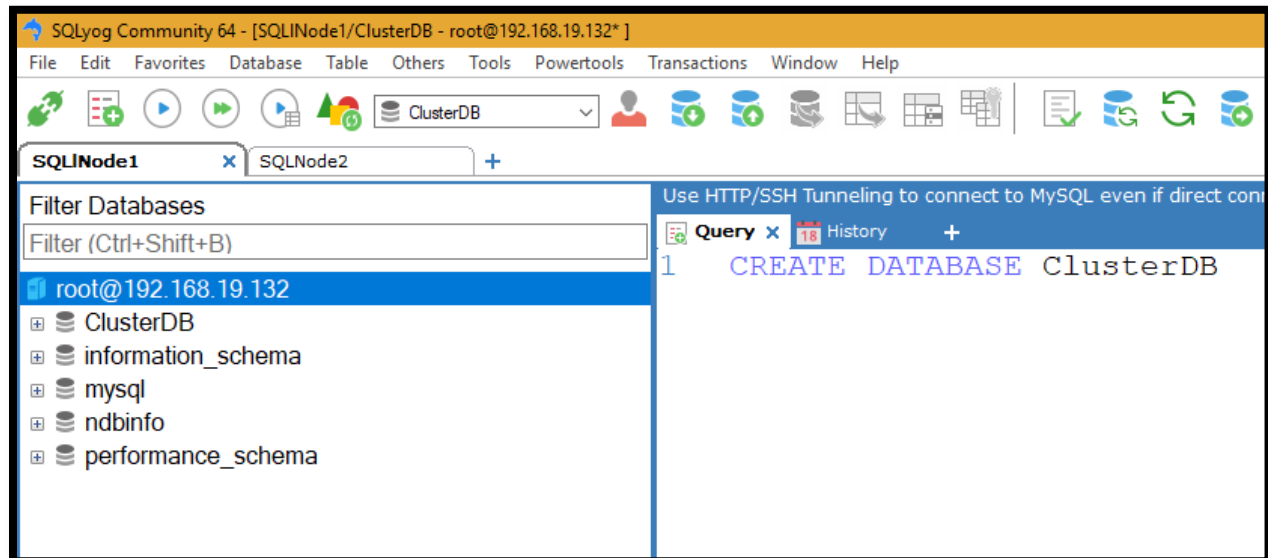 SQLyog Community 64 - [SQLlNode1/ClusterDB - root@192.168.19.132* ]
File Edit Favorites Database Table Others Tools Powertools Transactions Window Help
ClusterDB
SQLlNode1 SQLNode2
Filter Databases
Filter (Ctrl+Shift+B)
root@192.168.19.132
ClusterDB
information_schema
mysql
ndbinfo
performance_schema
Use HTTP/SSH Tunneling to connect to MySQL even if direct con
Query 18 History
1 CREATE DATABASE ClusterDB